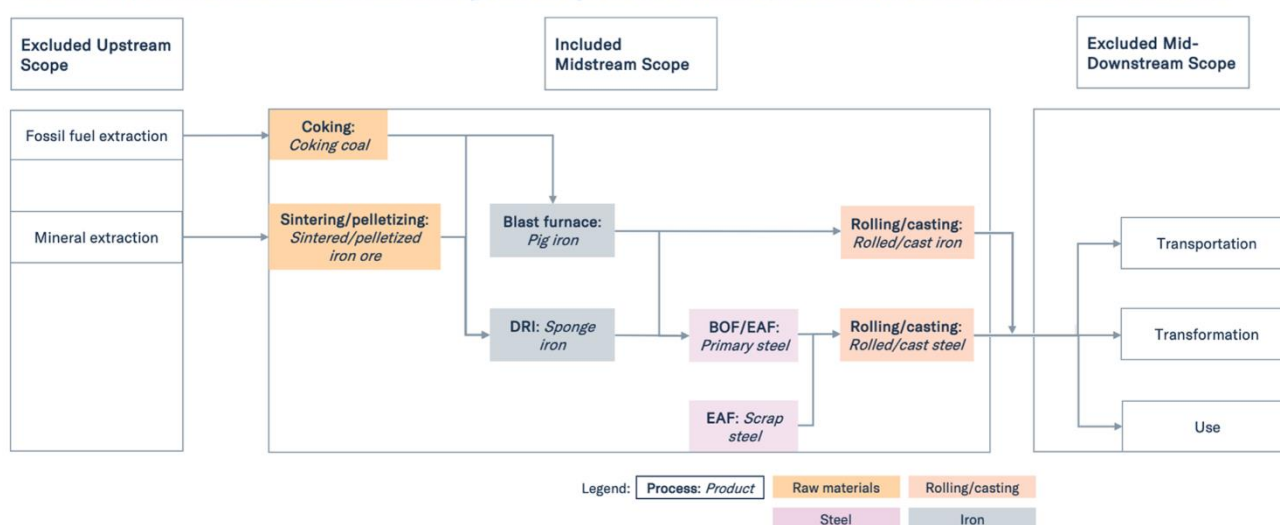 Excluded Upstream
Scope
Included
Midstream Scope
Excluded Mid-
Downstream Scope
Fossil fuel extraction
Mineral extraction
Coking:
Coking coal
Sintering/pelletizing:
Sintered/pelletized
iron ore
Blast furnace:
Pig iron
DRI: Sponge
iron
BOF/EAF:
Primary steel
EAF: Scrap
steel
Rolling/casting:
Rolled/cast iron
Rolling/casting:
Rolled/cast steel
Transportation
Transformation
Use
Legend: Process: Product Raw materials Rolling/casting
Steel Iron